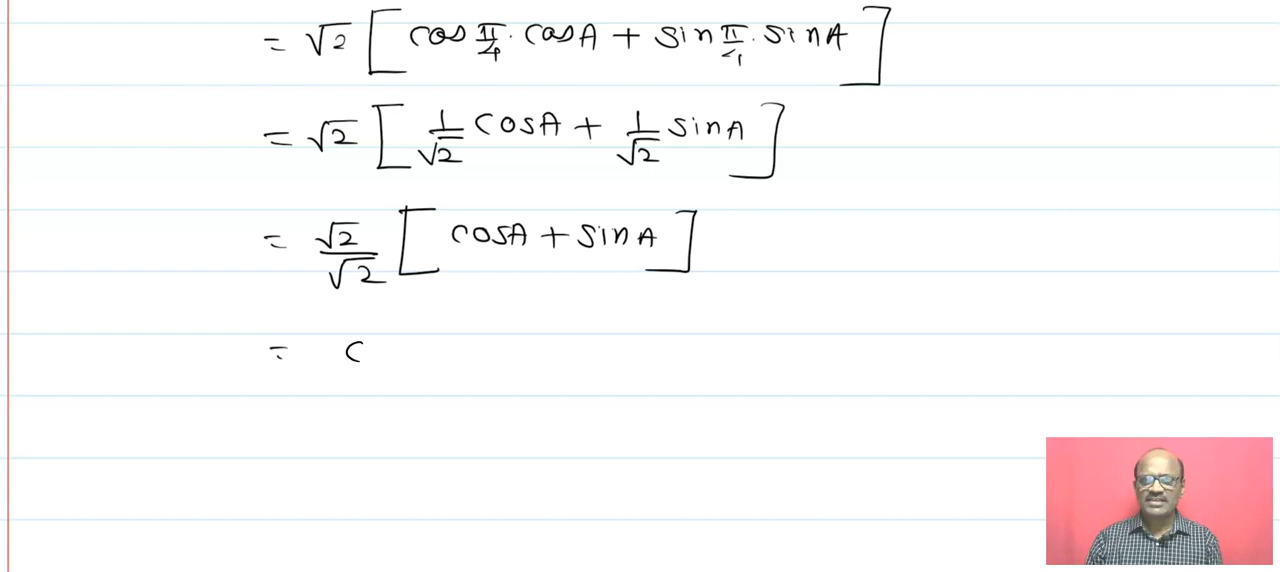 = √2 [ cos π/4 . cosA + sin π/4 . sinA ]
= √2 [ 1/√2 cosA + 1/√2 sinA ]
= √2/√2 [ cosA + sinA ]
= c